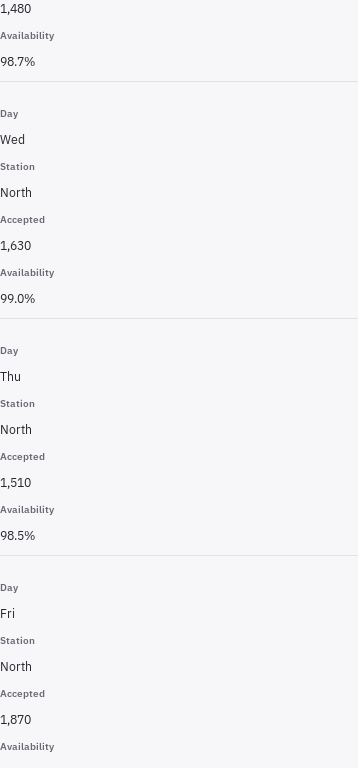 1,480
Availability
98.7%
Day
Wed
Station
North
Accepted
1,630
Availability
99.0%
Day
Thu
Station
North
Accepted
1,510
Availability
98.5%
Day
Fri
Station
North
Accepted
1,870
Availability